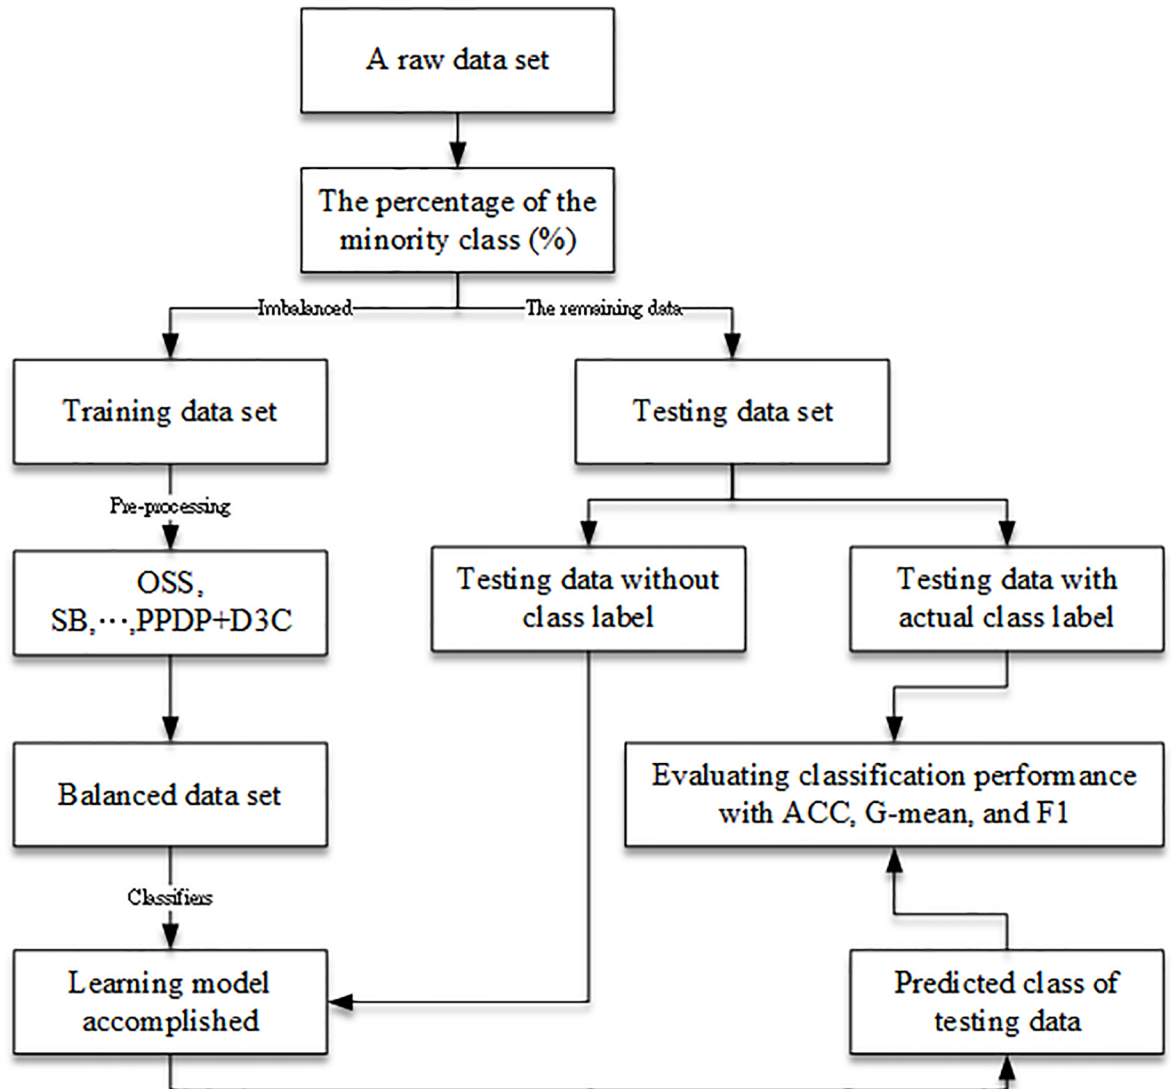 A raw data set
The percentage of the
minority class (%)
Imbalanced
The remaining data
Training data set
Testing data set
Pre-processing
OSS,
SB,···,PPDP+D3C
Testing data without
class label
Testing data with
actual class label
Balanced data set
Evaluating classification performance
with ACC, G-mean, and F1
Classifiers
Learning model
accomplished
Predicted class of
testing data